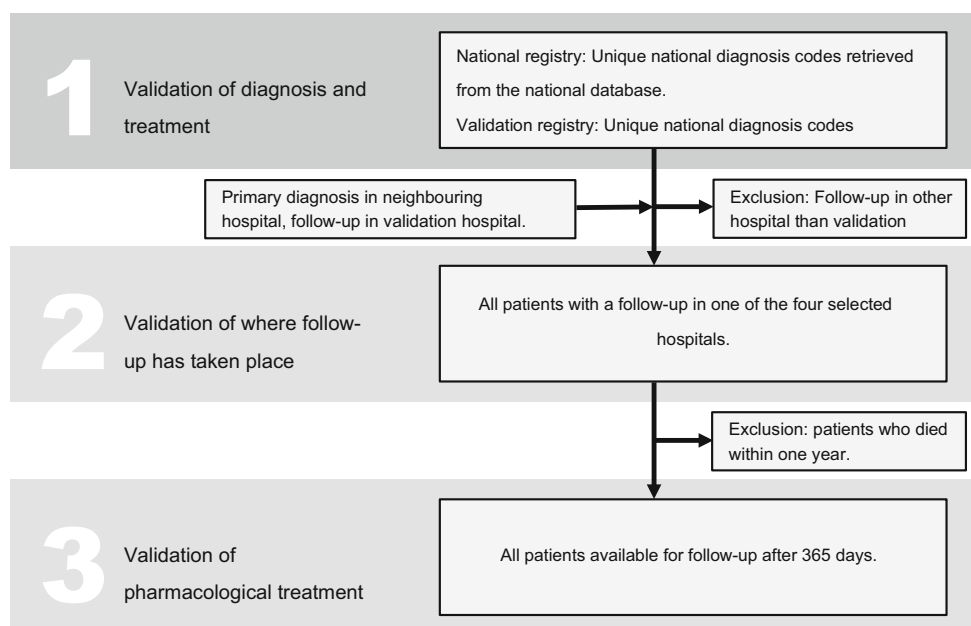 1
Validation of diagnosis and
treatment
National registry: Unique national diagnosis codes retrieved
from the national database.
Validation registry: Unique national diagnosis codes
Primary diagnosis in neighbouring
hospital, follow-up in validation hospital.
Exclusion: Follow-up in other
hospital than validation
2
Validation of where follow-
up has taken place
All patients with a follow-up in one of the four selected
hospitals.
Exclusion: patients who died
within one year.
3
Validation of
pharmacological treatment
All patients available for follow-up after 365 days.